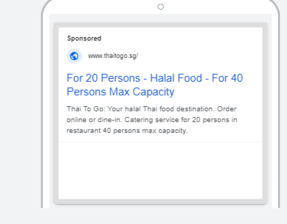 Sponsored
www.thaitogo.sg/
For 20 Persons - Halal Food - For 40
Persons Max Capacity
Thai To Go: Your halal Thai food destination. Order
online or dine-in. Catering service for 20 persons in
restaurant 40 persons max capacity.